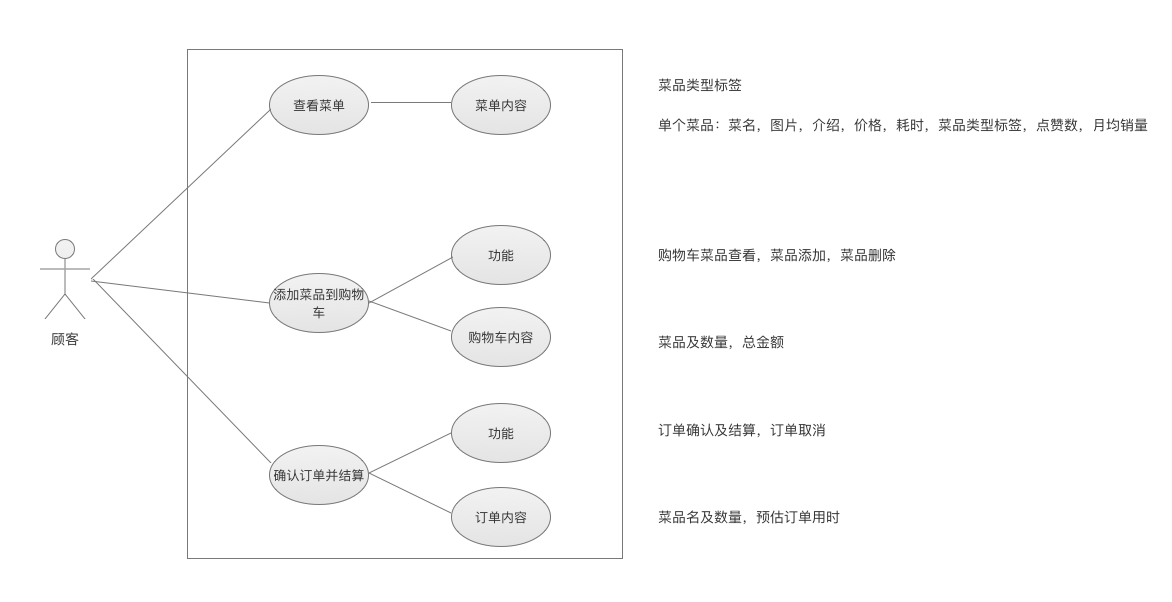 菜品类型标签
查看菜单
菜单内容
单个菜品：菜名，图片，介绍，价格，耗时，菜品类型标签，点赞数，月均销量
功能
购物车菜品查看，菜品添加，菜品删除
添加菜品到购物
车
顾客
购物车内容
菜品及数量，总金额
功能
订单确认及结算，订单取消
确认订单并结算
订单内容
菜品名及数量，预估订单用时